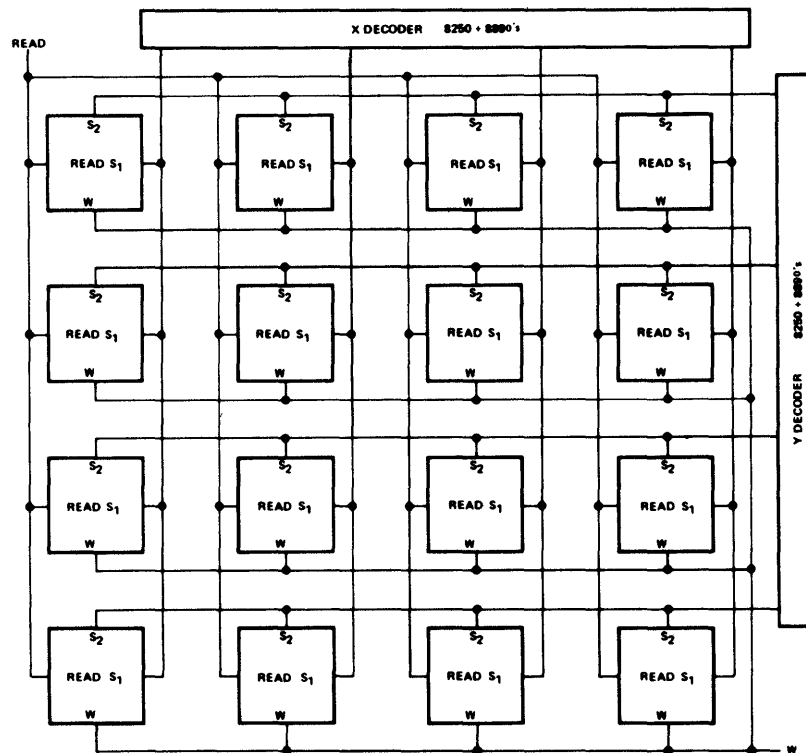 X DECODER 8250 + 8890's
READ
S2 S2 S2 S2
READ S1 READ S1 READ S1 READ S1
W W W W
S2 S2 S2 S2
READ S1 READ S1 READ S1 READ S1
W W W W
S2 S2 S2 S2
READ S1 READ S1 READ S1 READ S1
W W W W
S2 S2 S2 S2
READ S1 READ S1 READ S1 READ S1
W W W W
W
Y DECODER 8250 + 8890's